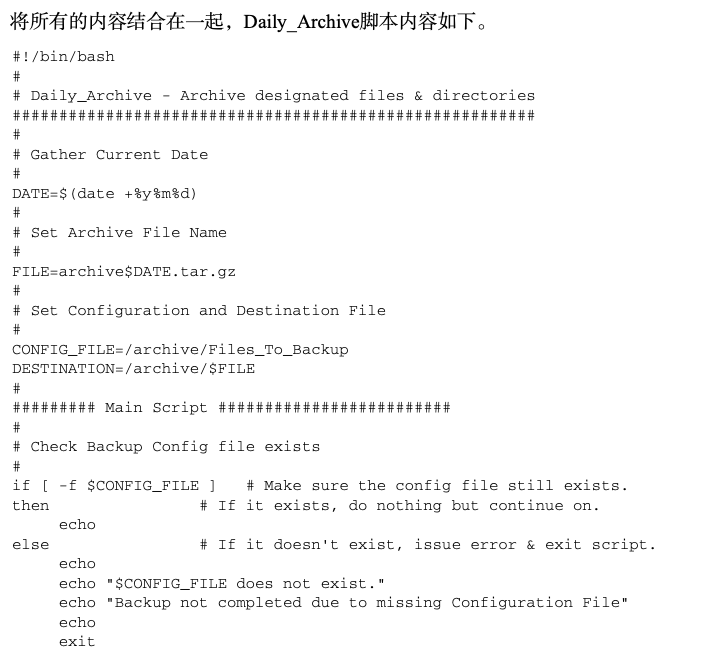 将所有的内容结合在一起，Daily_Archive脚本内容如下。
#!/bin/bash
#
# Daily_Archive - Archive designated files & directories
########################################################
#
# Gather Current Date
#
DATE=$(date +%y%m%d)
#
# Set Archive File Name
#
FILE=archive$DATE.tar.gz
#
# Set Configuration and Destination File
#
CONFIG_FILE=/archive/Files_To_Backup
DESTINATION=/archive/$FILE
#
######### Main Script #########################
#
# Check Backup Config file exists
#
if [ -f $CONFIG_FILE ]   # Make sure the config file still exists.
then                # If it exists, do nothing but continue on.
     echo
else                # If it doesn't exist, issue error & exit script.
     echo
     echo "$CONFIG_FILE does not exist."
     echo "Backup not completed due to missing Configuration File"
     echo
     exit